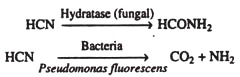 HCN Hydratase (fungal) HCONH₂
HCN Bacteria CO₂ + NH₂
Pseudomonas fluorescens